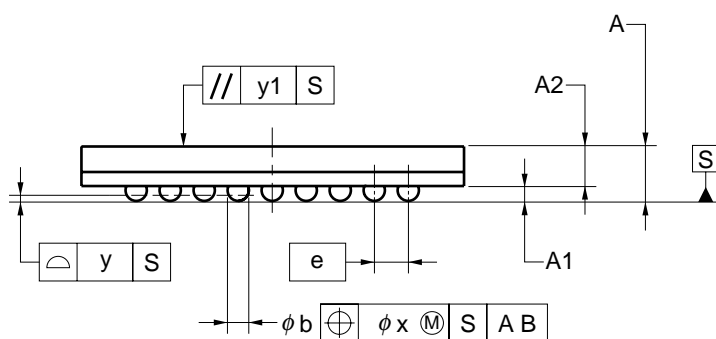 A
// y1 S
A2
S
⌓ y S
e
A1
ϕb ⌖ ϕx Ⓜ S A B